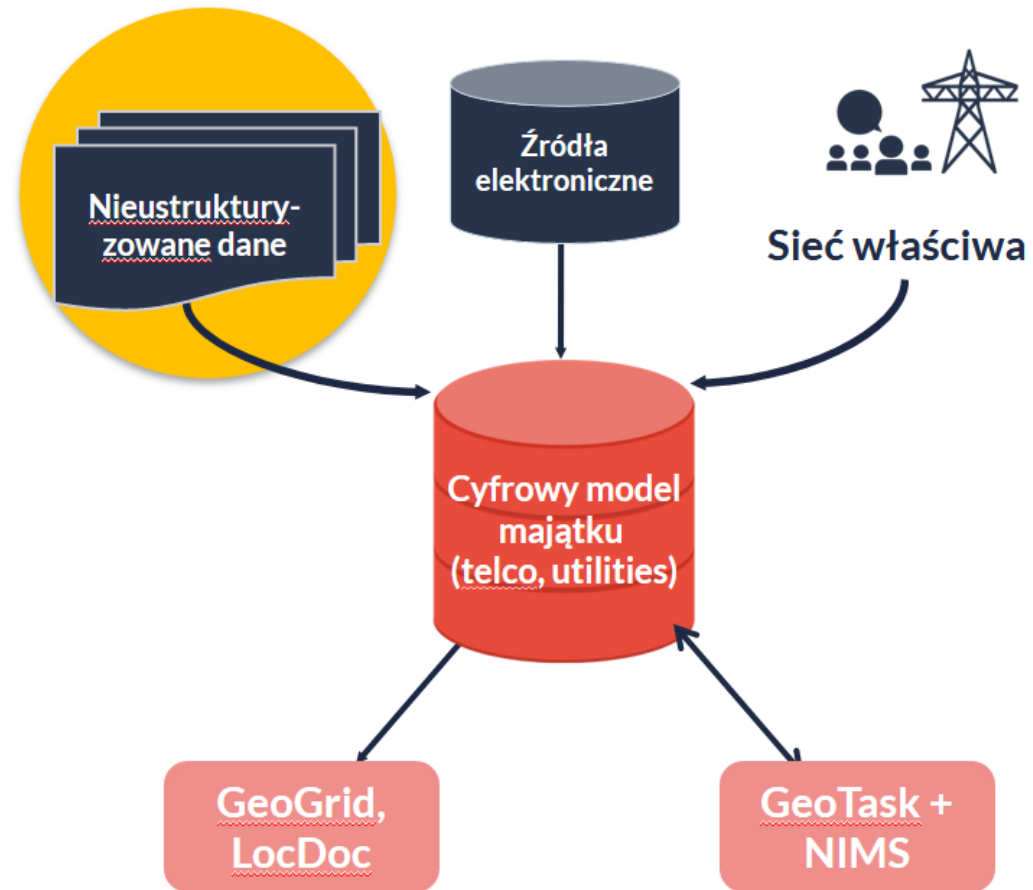 Nieustruktury-
zowane dane
Źródła
elektroniczne
Sieć właściwa
Cyfrowy model
majątku
(telco, utilities)
GeoGrid,
LocDoc
GeoTask +
NIMS